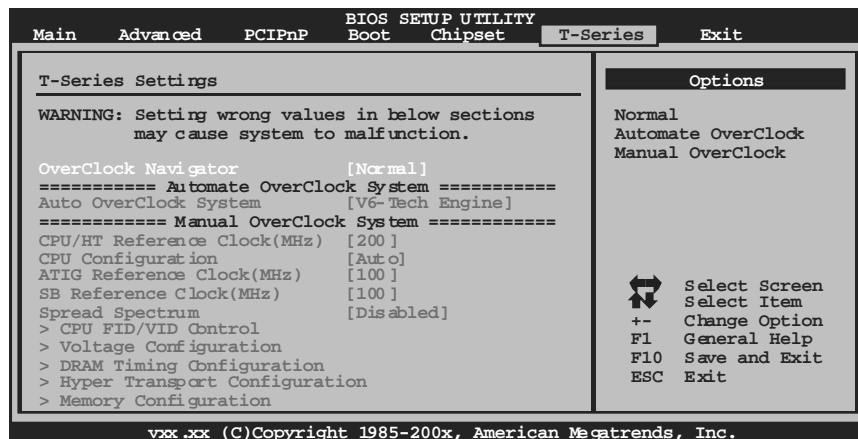 BIOS SETUP UTILITY
Main Advanced PCIPnP Boot Chipset T-Series Exit
T-Series Settings
WARNING: Setting wrong values in below sections
may cause system to malfunction.
OverClock Navigator [Normal]
=========== Automate OverClock System ===========
Auto OverClock System [V6-Tech Engine]
============ Manual OverClock System ============
CPU/HT Reference Clock(MHz) [200]
CPU Configuration [Auto]
ATIG Reference Clock(MHz) [100]
SB Reference Clock(MHz) [100]
Spread Spectrum [Disabled]
> CPU FID/VID Control
> Voltage Configuration
> DRAM Timing Configuration
> Hyper Transport Configuration
> Memory Configuration
Options
Normal
Automate OverClock
Manual OverClock
Select Screen
Select Item
+- Change Option
F1 General Help
F10 Save and Exit
ESC Exit
vxx.xx (C)Copyright 1985-200x, American Megatrends, Inc.